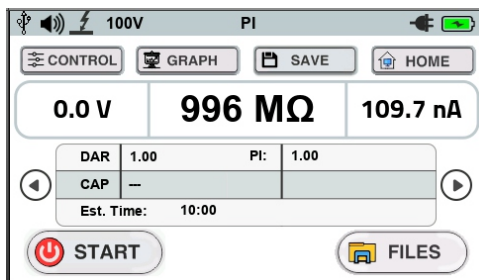 100V PI
CONTROL GRAPH SAVE HOME
0.0 V 996 MΩ 109.7 nA
DAR 1.00 PI: 1.00
CAP ---
Est. Time: 10:00
START FILES